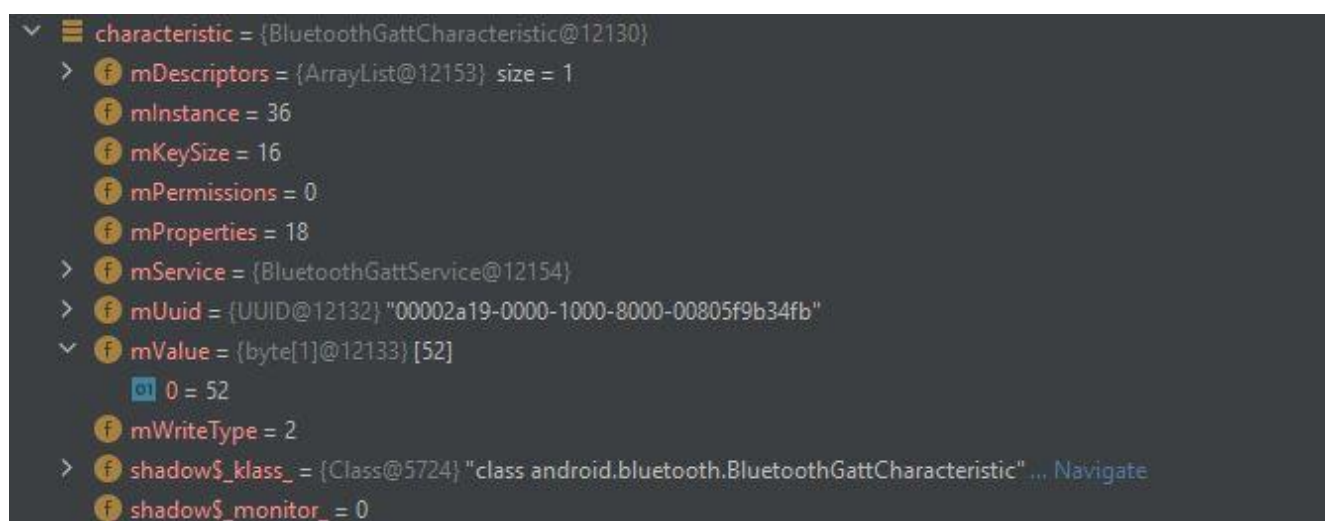 characteristic = {BluetoothGattCharacteristic@12130}
f mDescriptors = {ArrayList@12153} size = 1
f mInstance = 36
f mKeySize = 16
f mPermissions = 0
f mProperties = 18
f mService = {BluetoothGattService@12154}
f mUuid = {UUID@12132} "00002a19-0000-1000-8000-00805f9b34fb"
f mValue = {byte[1]@12133} [52]
01 0 = 52
f mWriteType = 2
f shadow$_klass_ = {Class@5724} "class android.bluetooth.BluetoothGattCharacteristic" ... Navigate
f shadow$_monitor_ = 0